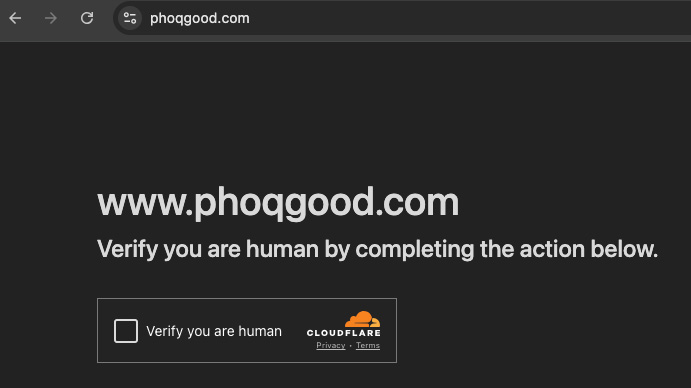 phoqgood.com
www.phoqgood.com
Verify you are human by completing the action below.
Verify you are human
CLOUDFLARE
Privacy • Terms